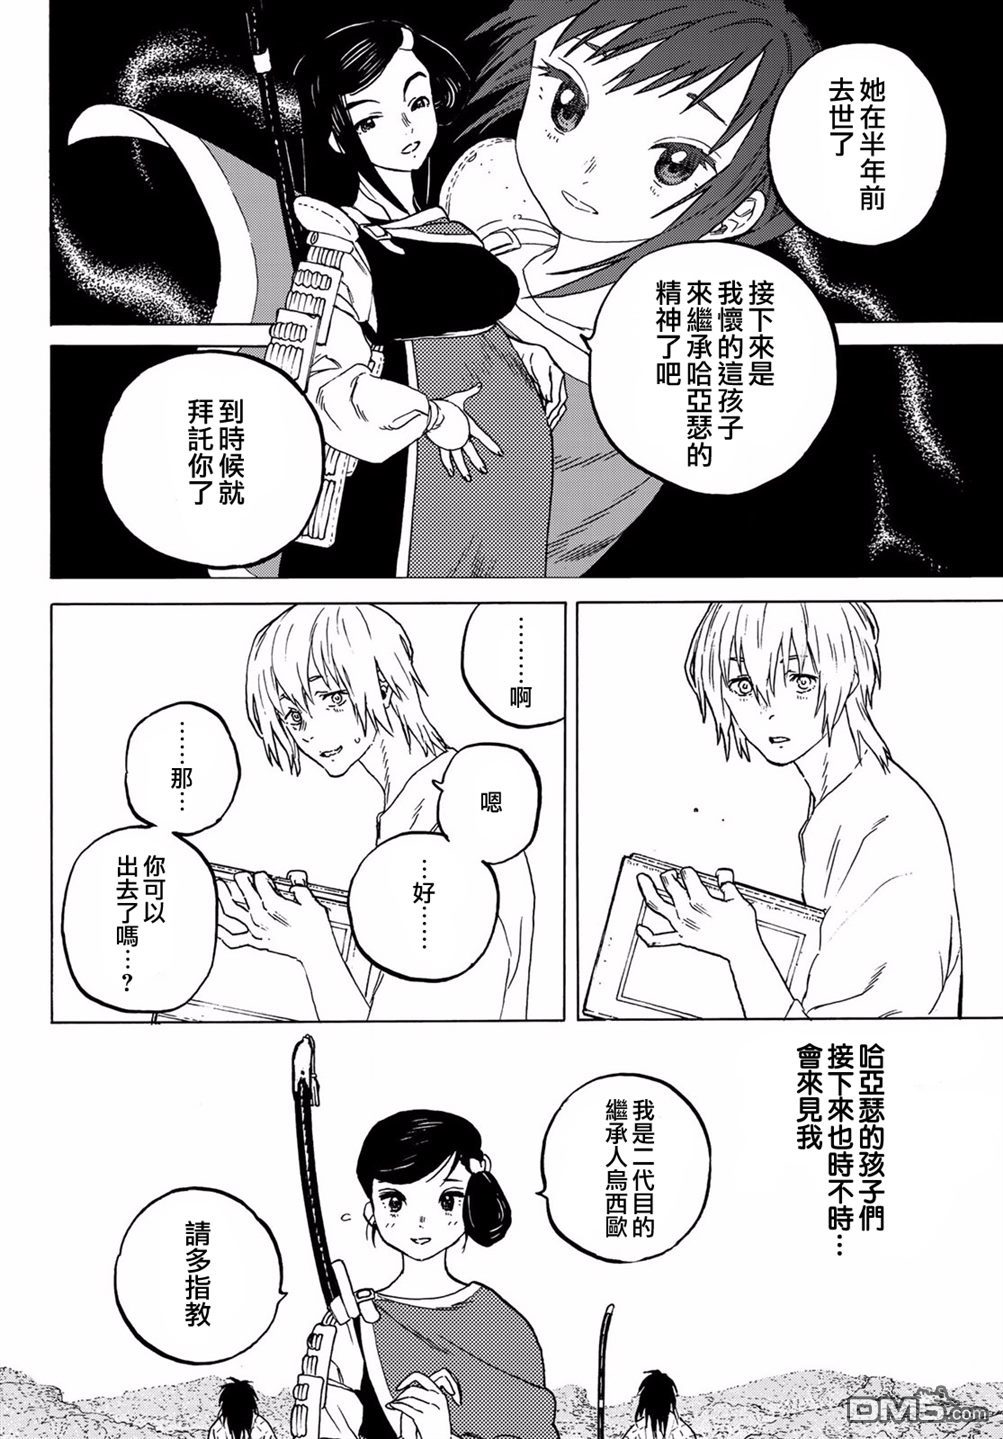 她在半年前
去世了
接下來是
我懷的這孩子
來繼承哈亞瑟的
精神了吧
到時候就
拜託你了
………啊
嗯
…好……
……那…
你可以
出去了嗎…?
哈亞瑟的孩子們
接下來也時不時…
會來見我
我是二代目的
繼承人烏西歐
請多指教
DM5.com